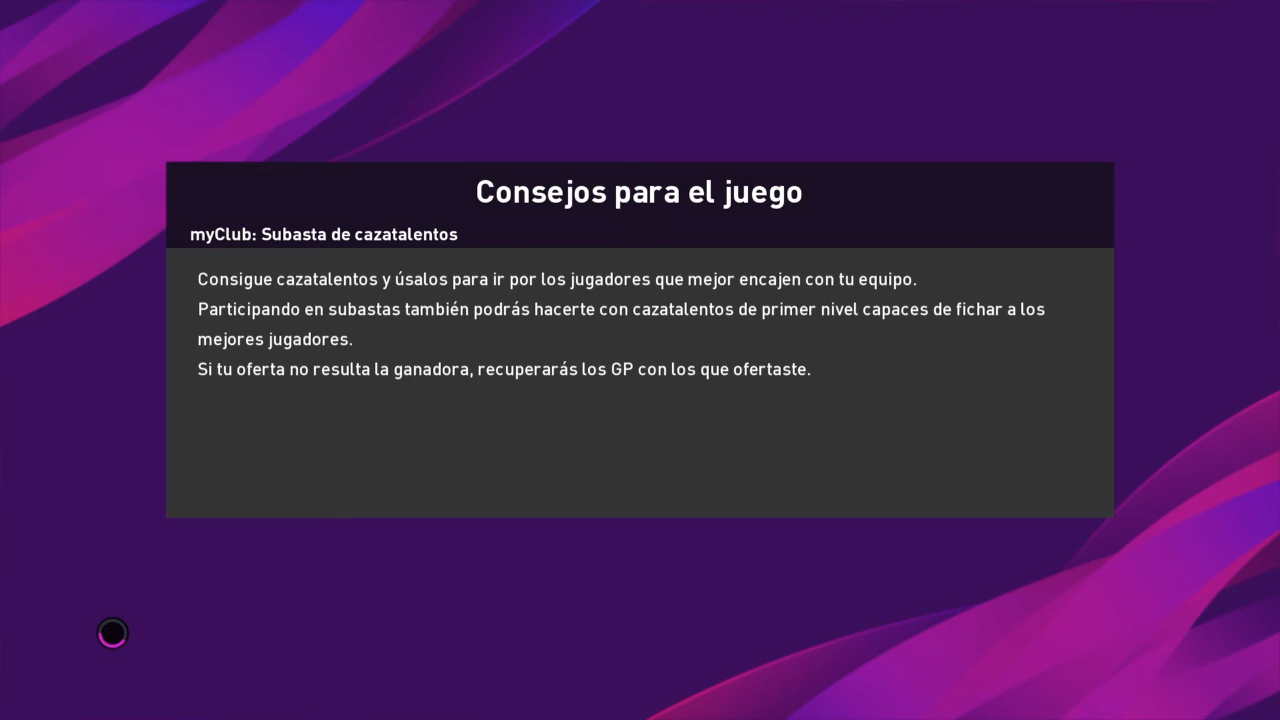 Consejos para el juego
myClub: Subasta de cazatalentos
Consigue cazatalentos y úsalos para ir por los jugadores que mejor encajen con tu equipo.
Participando en subastas también podrás hacerte con cazatalentos de primer nivel capaces de fichar a los
mejores jugadores.
Si tu oferta no resulta la ganadora, recuperarás los GP con los que ofertaste.